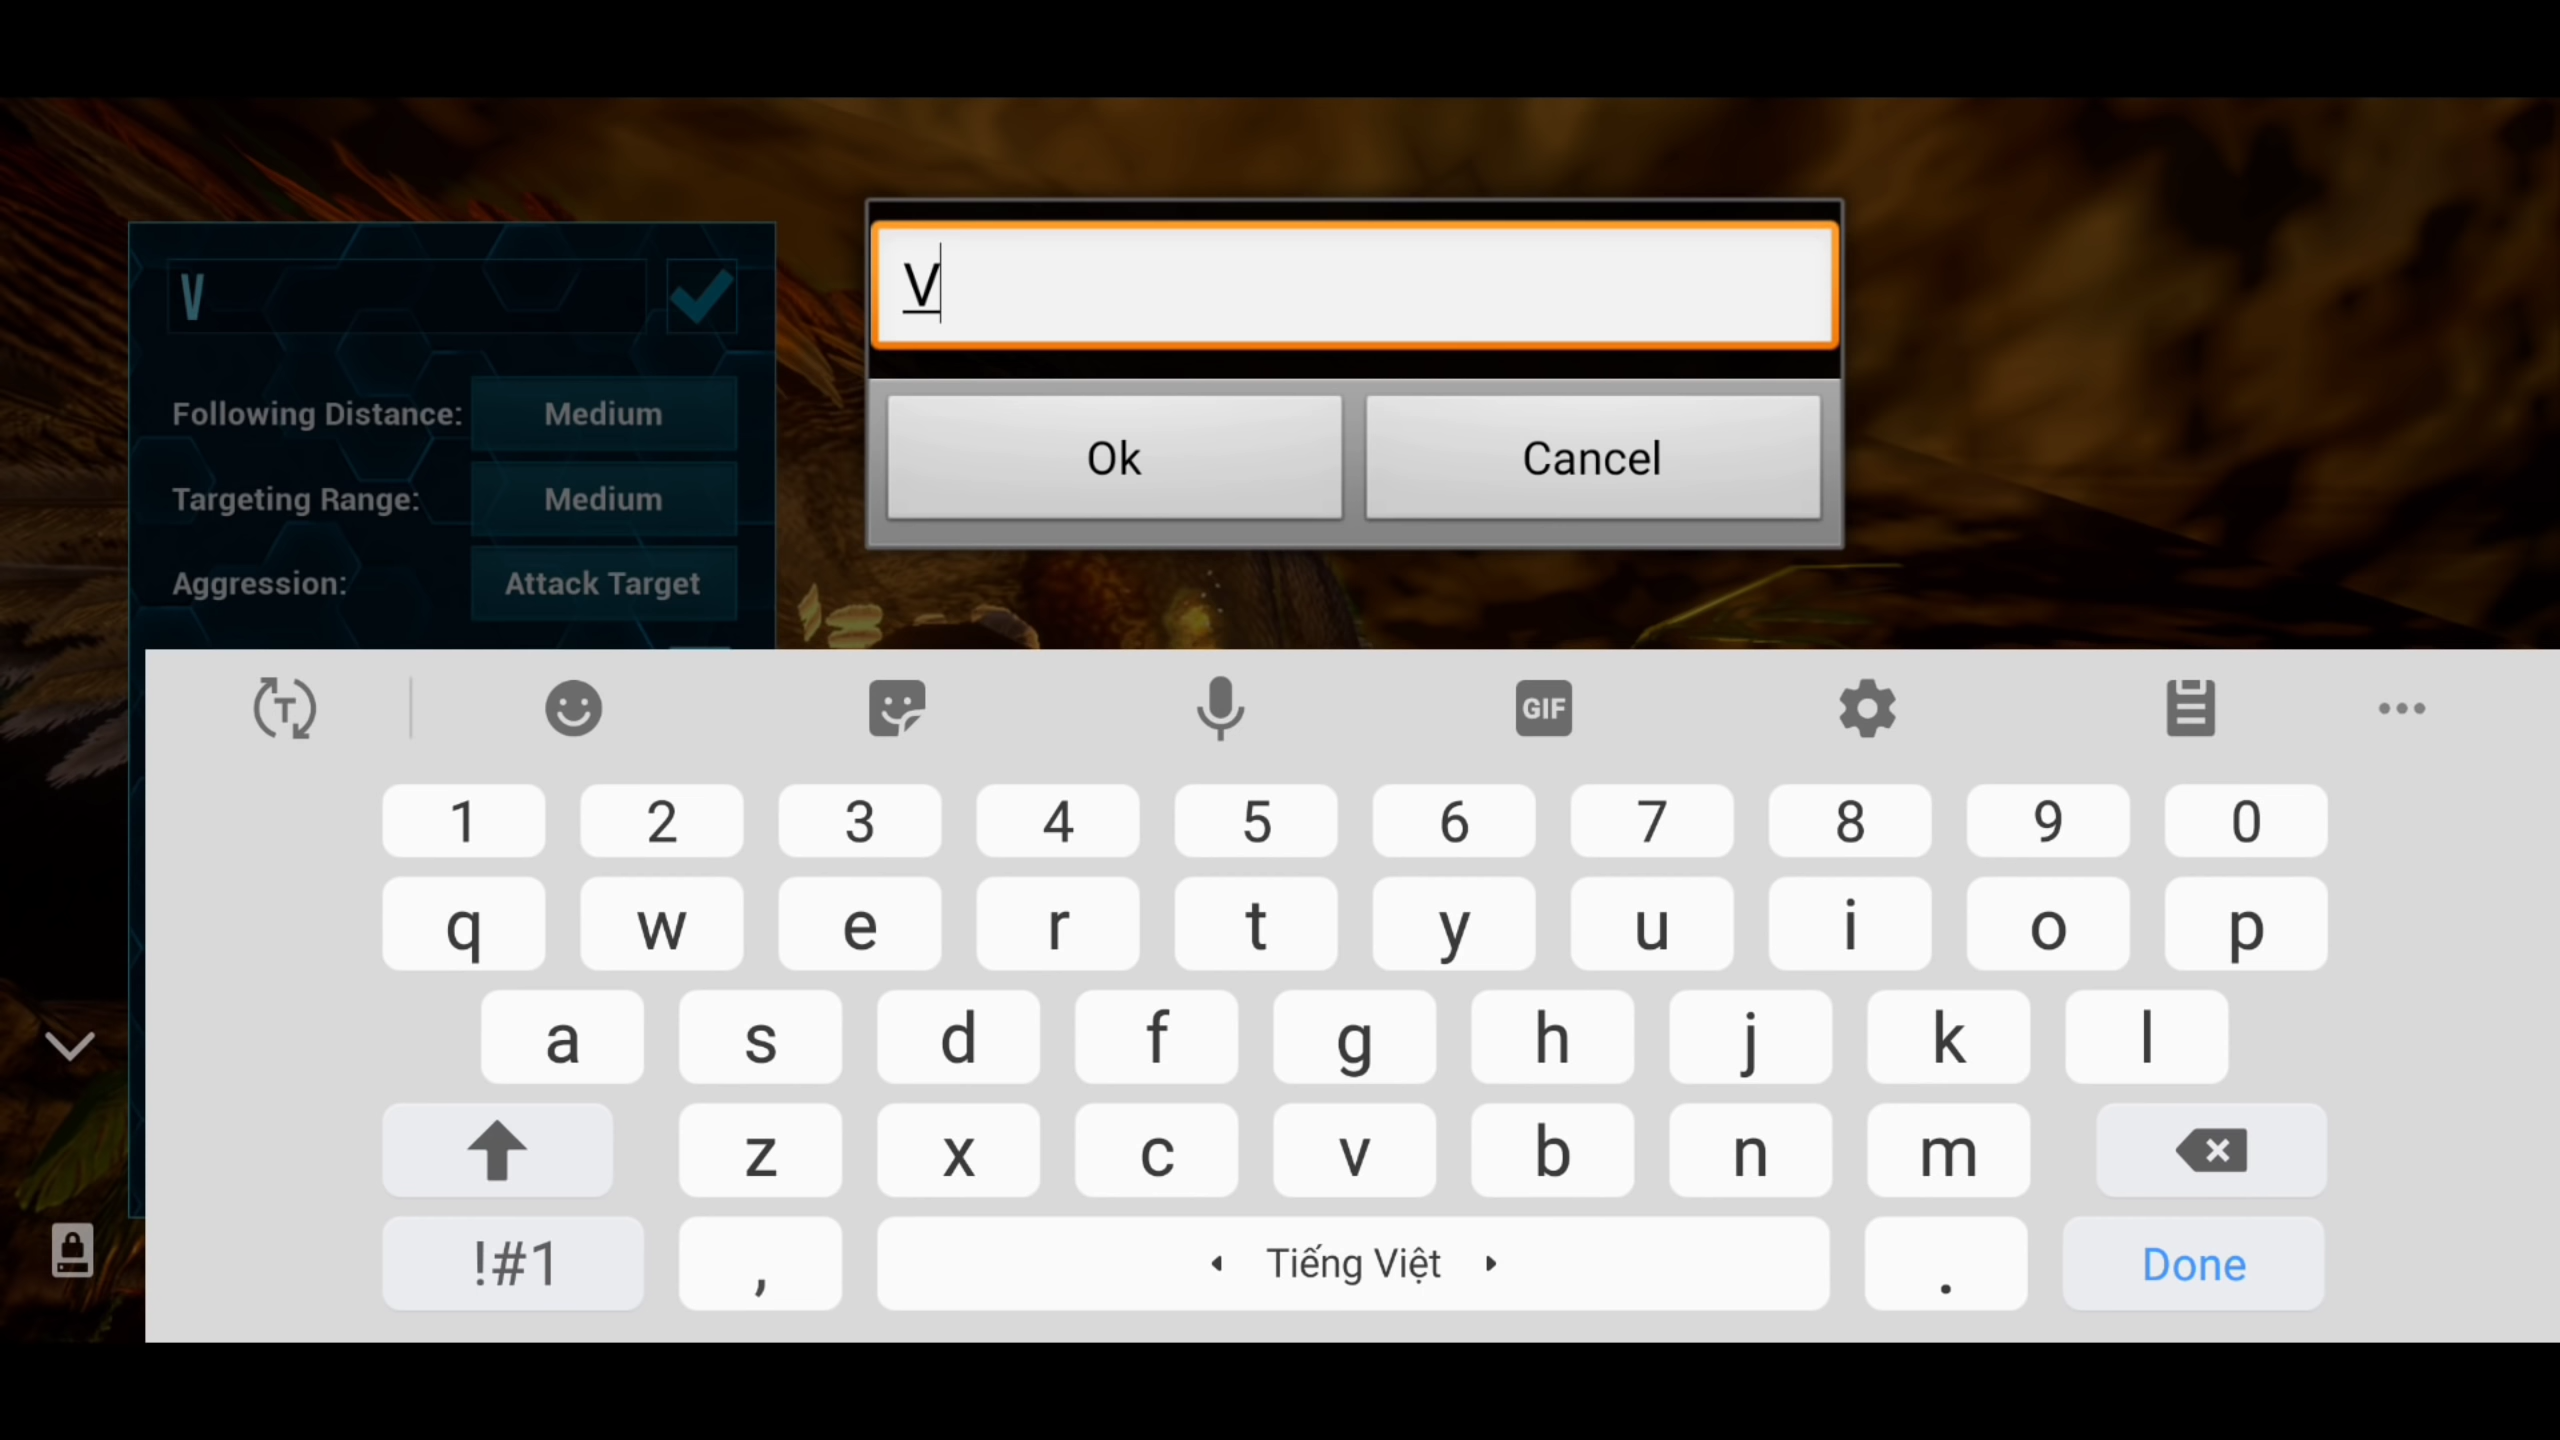 V
Following Distance: Medium
Targeting Range: Medium
Aggression: Attack Target
V
Ok Cancel
T
GIF
1 2 3 4 5 6 7 8 9 0
q w e r t y u i o p
a s d f g h j k l
z x c v b n m
!#1 , Tiếng Việt . Done